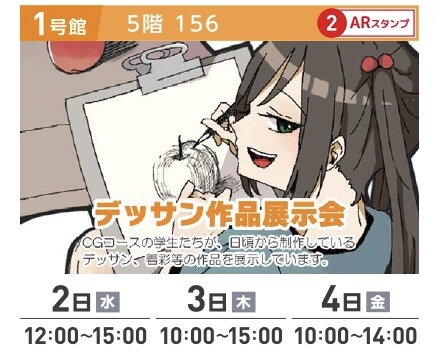 1号館 5階 156 2 ARスタンプ
デッサン作品展示会
CGコースの学生たちが、日頃から制作している
デッサン、着彩等の作品を展示しています。
2日 水 3日 木 4日 金
12:00~15:00 10:00~15:00 10:00~14:00